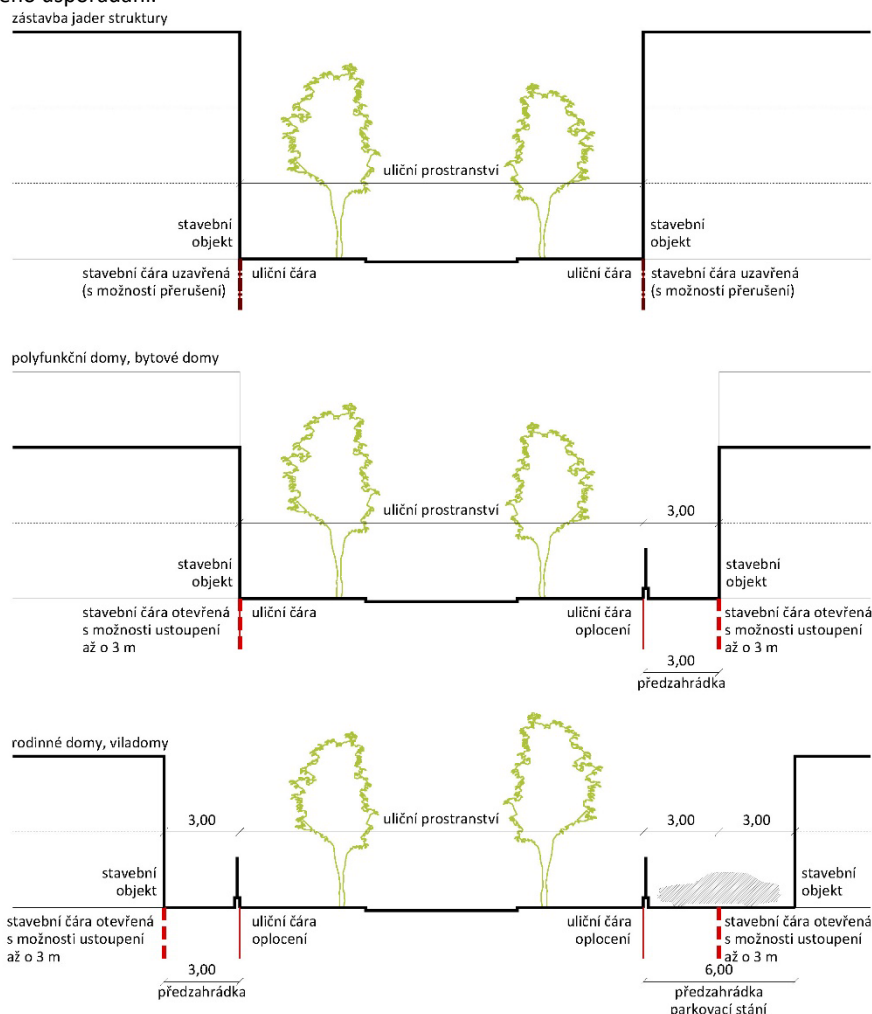 zástavba jader struktury
uliční prostranství
stavební
objekt
stavební
objekt
stavební čára uzavřená
(s možností přerušení)
uliční čára
uliční čára
stavební čára uzavřená
(s možností přerušení)
polyfunkční domy, bytové domy
uliční prostranství
3,00
stavební
objekt
stavební
objekt
stavební čára otevřená
s možnosti ustoupení
až o 3 m
uliční čára
uliční čára
oplocení
stavební čára otevřená
s možnosti ustoupení
až o 3 m
3,00
předzahrádka
rodinné domy, viladomy
3,00
uliční prostranství
3,00
3,00
stavební
objekt
stavební
objekt
stavební čára otevřená
s možnosti ustoupení
až o 3 m
uliční čára
oplocení
uliční čára
oplocení
stavební čára otevřená
s možnosti ustoupení
až o 3 m
3,00
předzahrádka
6,00
předzahrádka
parkovací stání